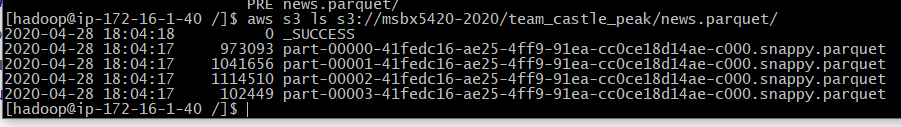 PRE news.parquet/
[hadoop@ip-172-16-1-40 /]$ aws s3 ls s3://msbx5420-2020/team_castle_peak/news.parquet/
2020-04-28 18:04:18          0 _SUCCESS
2020-04-28 18:04:17     973093 part-00000-41fedc16-ae25-4ff9-91ea-cc0ce18d14ae-c000.snappy.parquet
2020-04-28 18:04:17    1041656 part-00001-41fedc16-ae25-4ff9-91ea-cc0ce18d14ae-c000.snappy.parquet
2020-04-28 18:04:17    1114510 part-00002-41fedc16-ae25-4ff9-91ea-cc0ce18d14ae-c000.snappy.parquet
2020-04-28 18:04:17     102449 part-00003-41fedc16-ae25-4ff9-91ea-cc0ce18d14ae-c000.snappy.parquet
[hadoop@ip-172-16-1-40 /]$